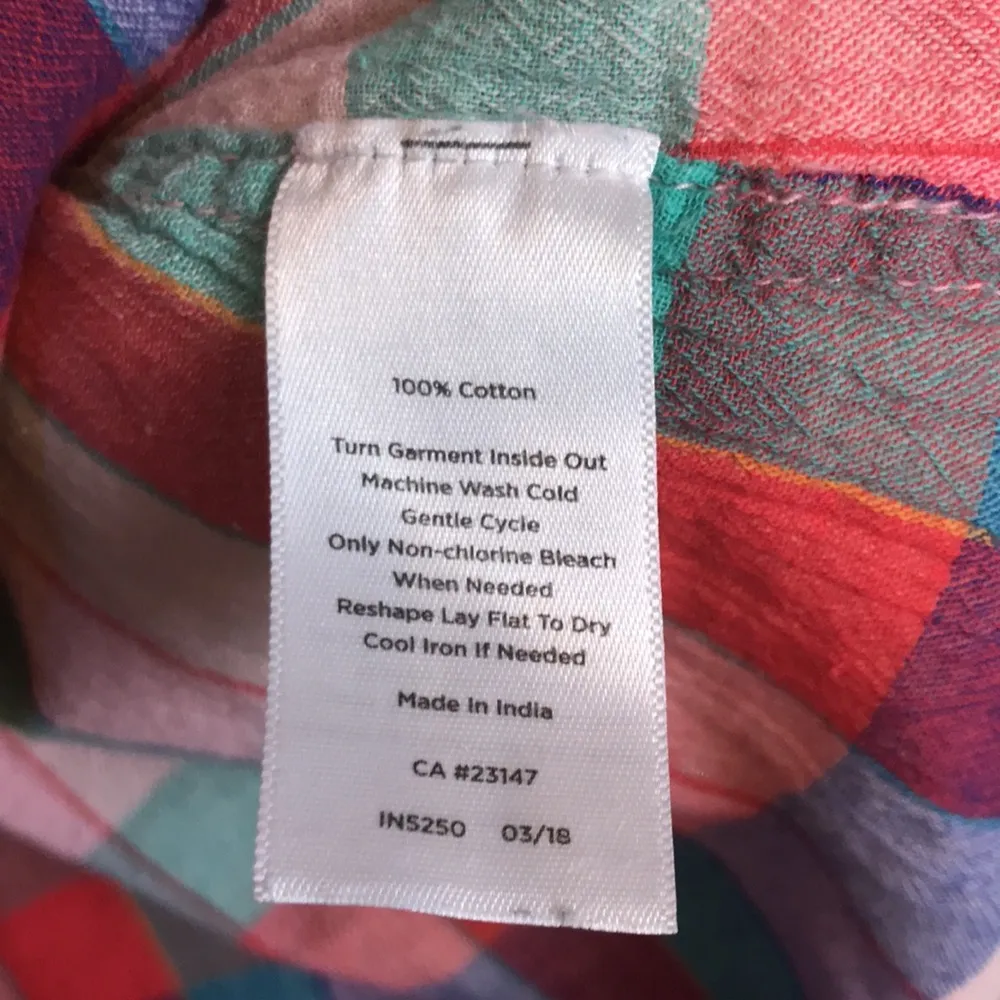 100% Cotton
Turn Garment Inside Out
Machine Wash Cold
Gentle Cycle
Only Non-chlorine Bleach
When Needed
Reshape Lay Flat To Dry
Cool Iron If Needed
Made In India
CA #23147
IN5250 03/18